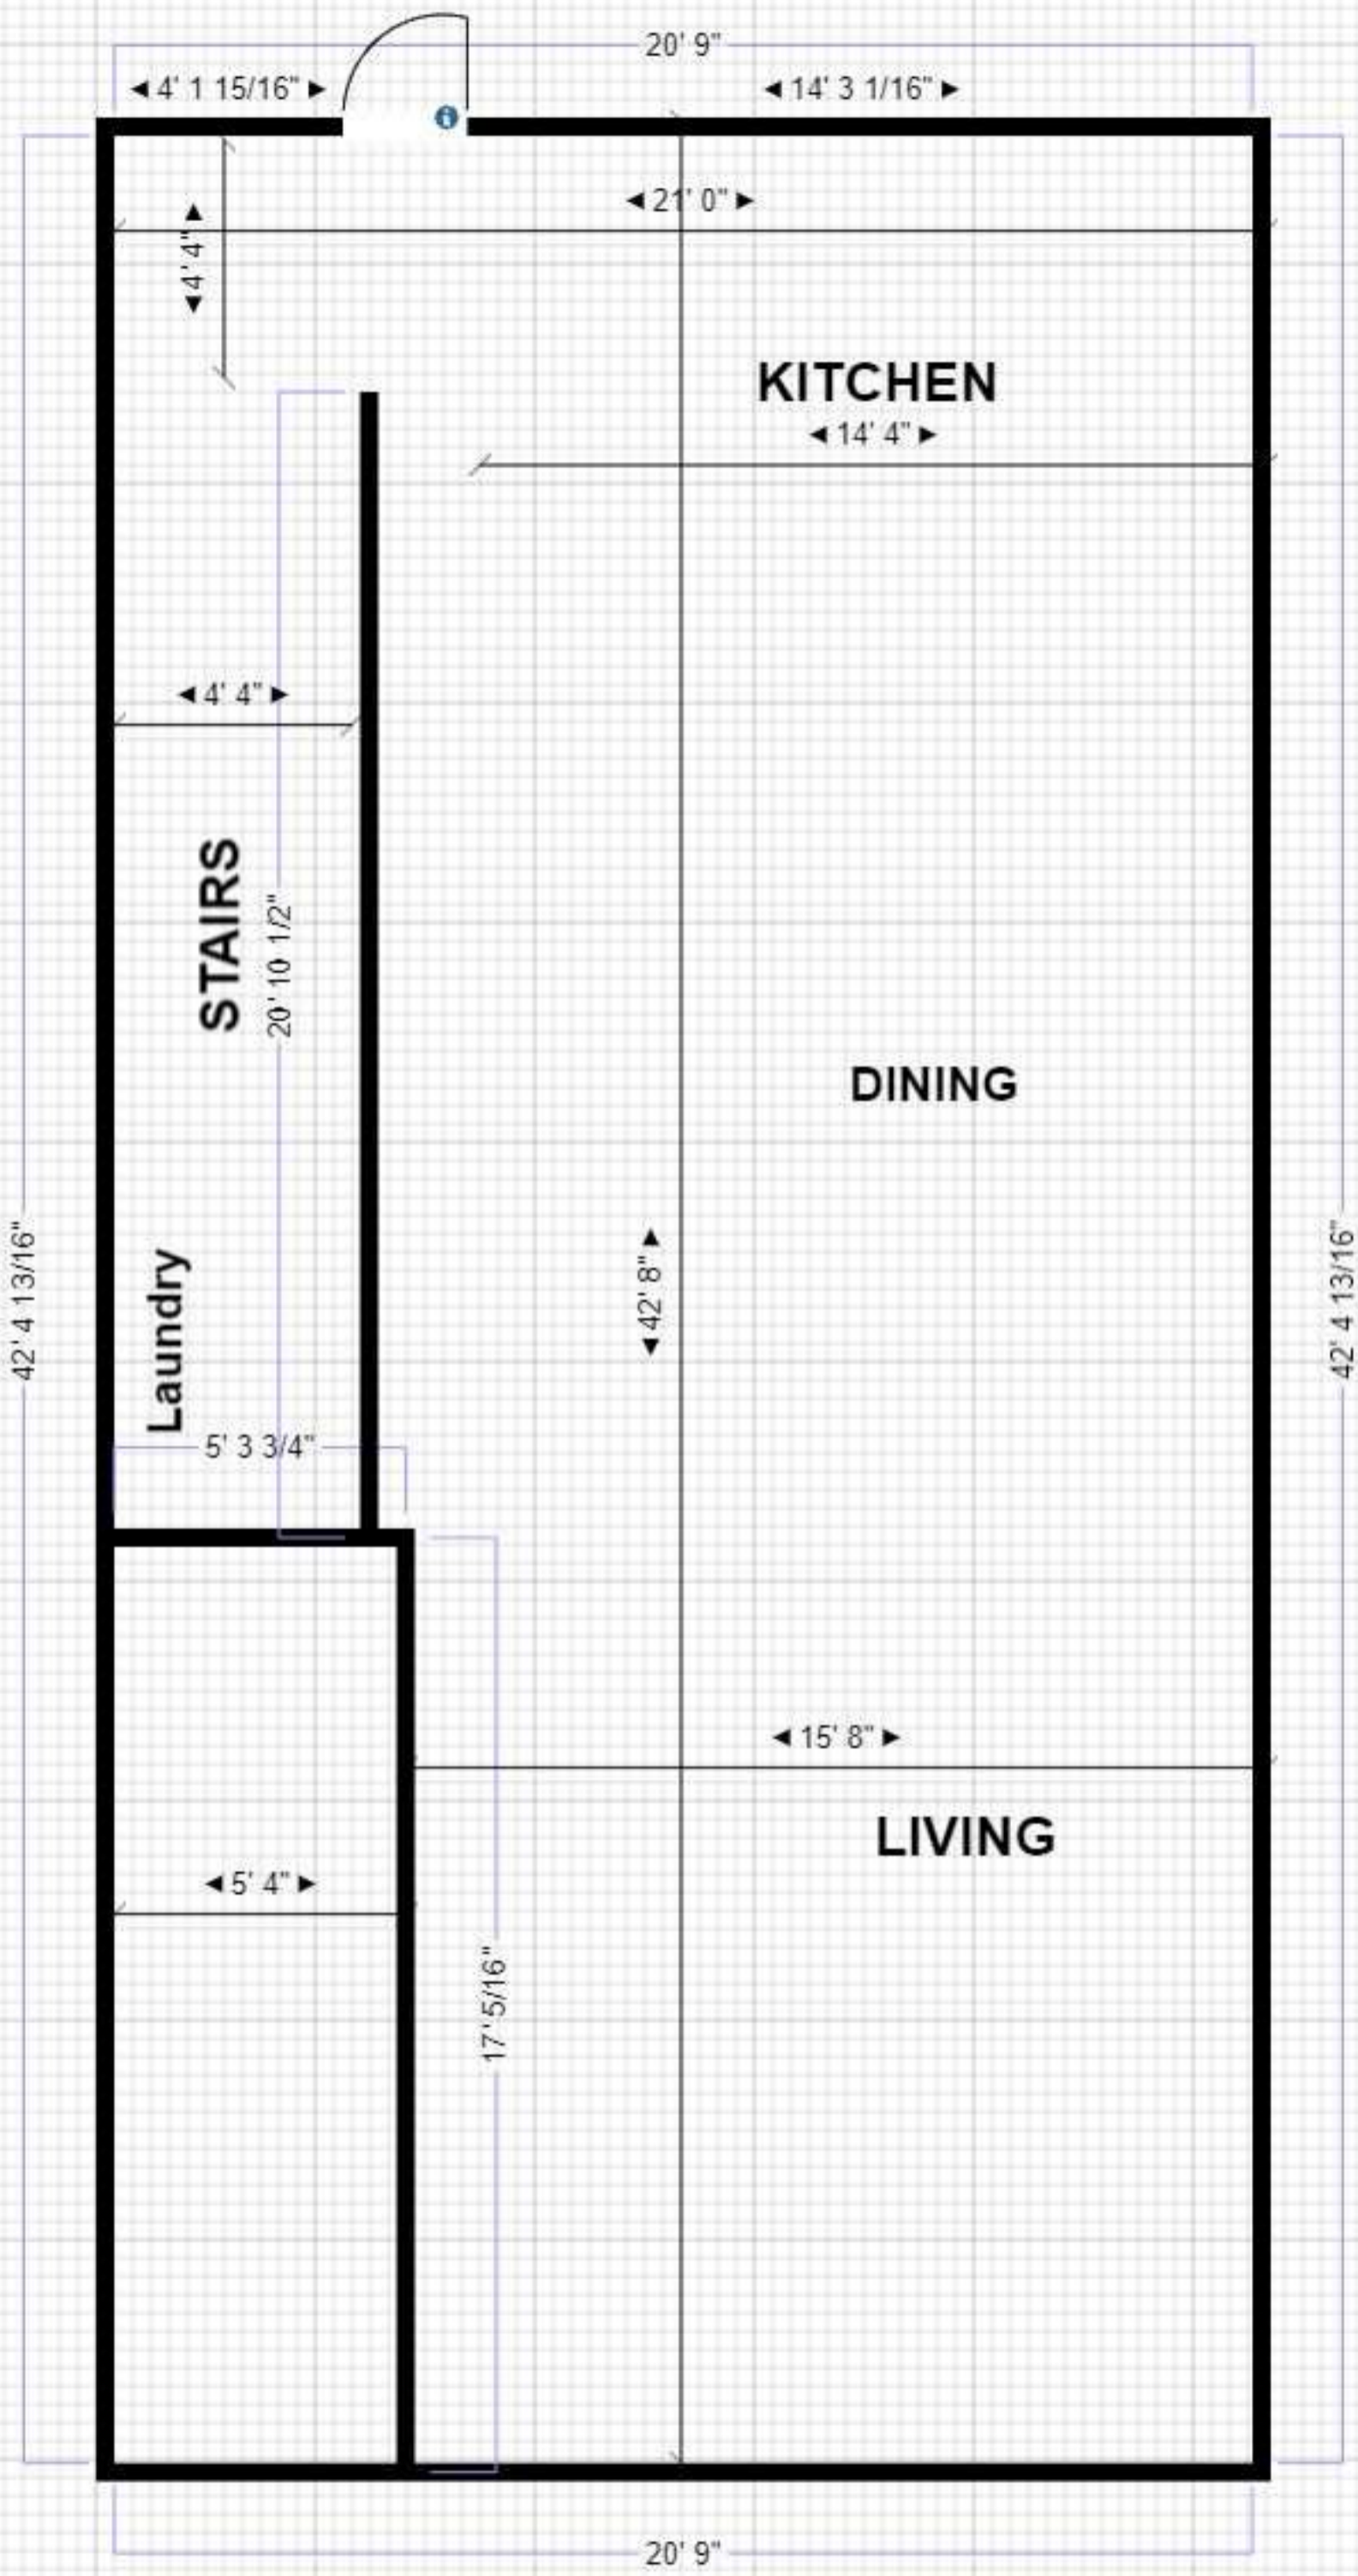 20' 9"
4' 1 15/16"
14' 3 1/16"
21' 0"
4' 4"
KITCHEN
14' 4"
4' 4"
STAIRS
20' 10 1/2"
DINING
42' 4 13/16"
42' 8"
42' 4 13/16"
Laundry
5' 3 3/4"
15' 8"
LIVING
5' 4"
17' 5/16"
20' 9"